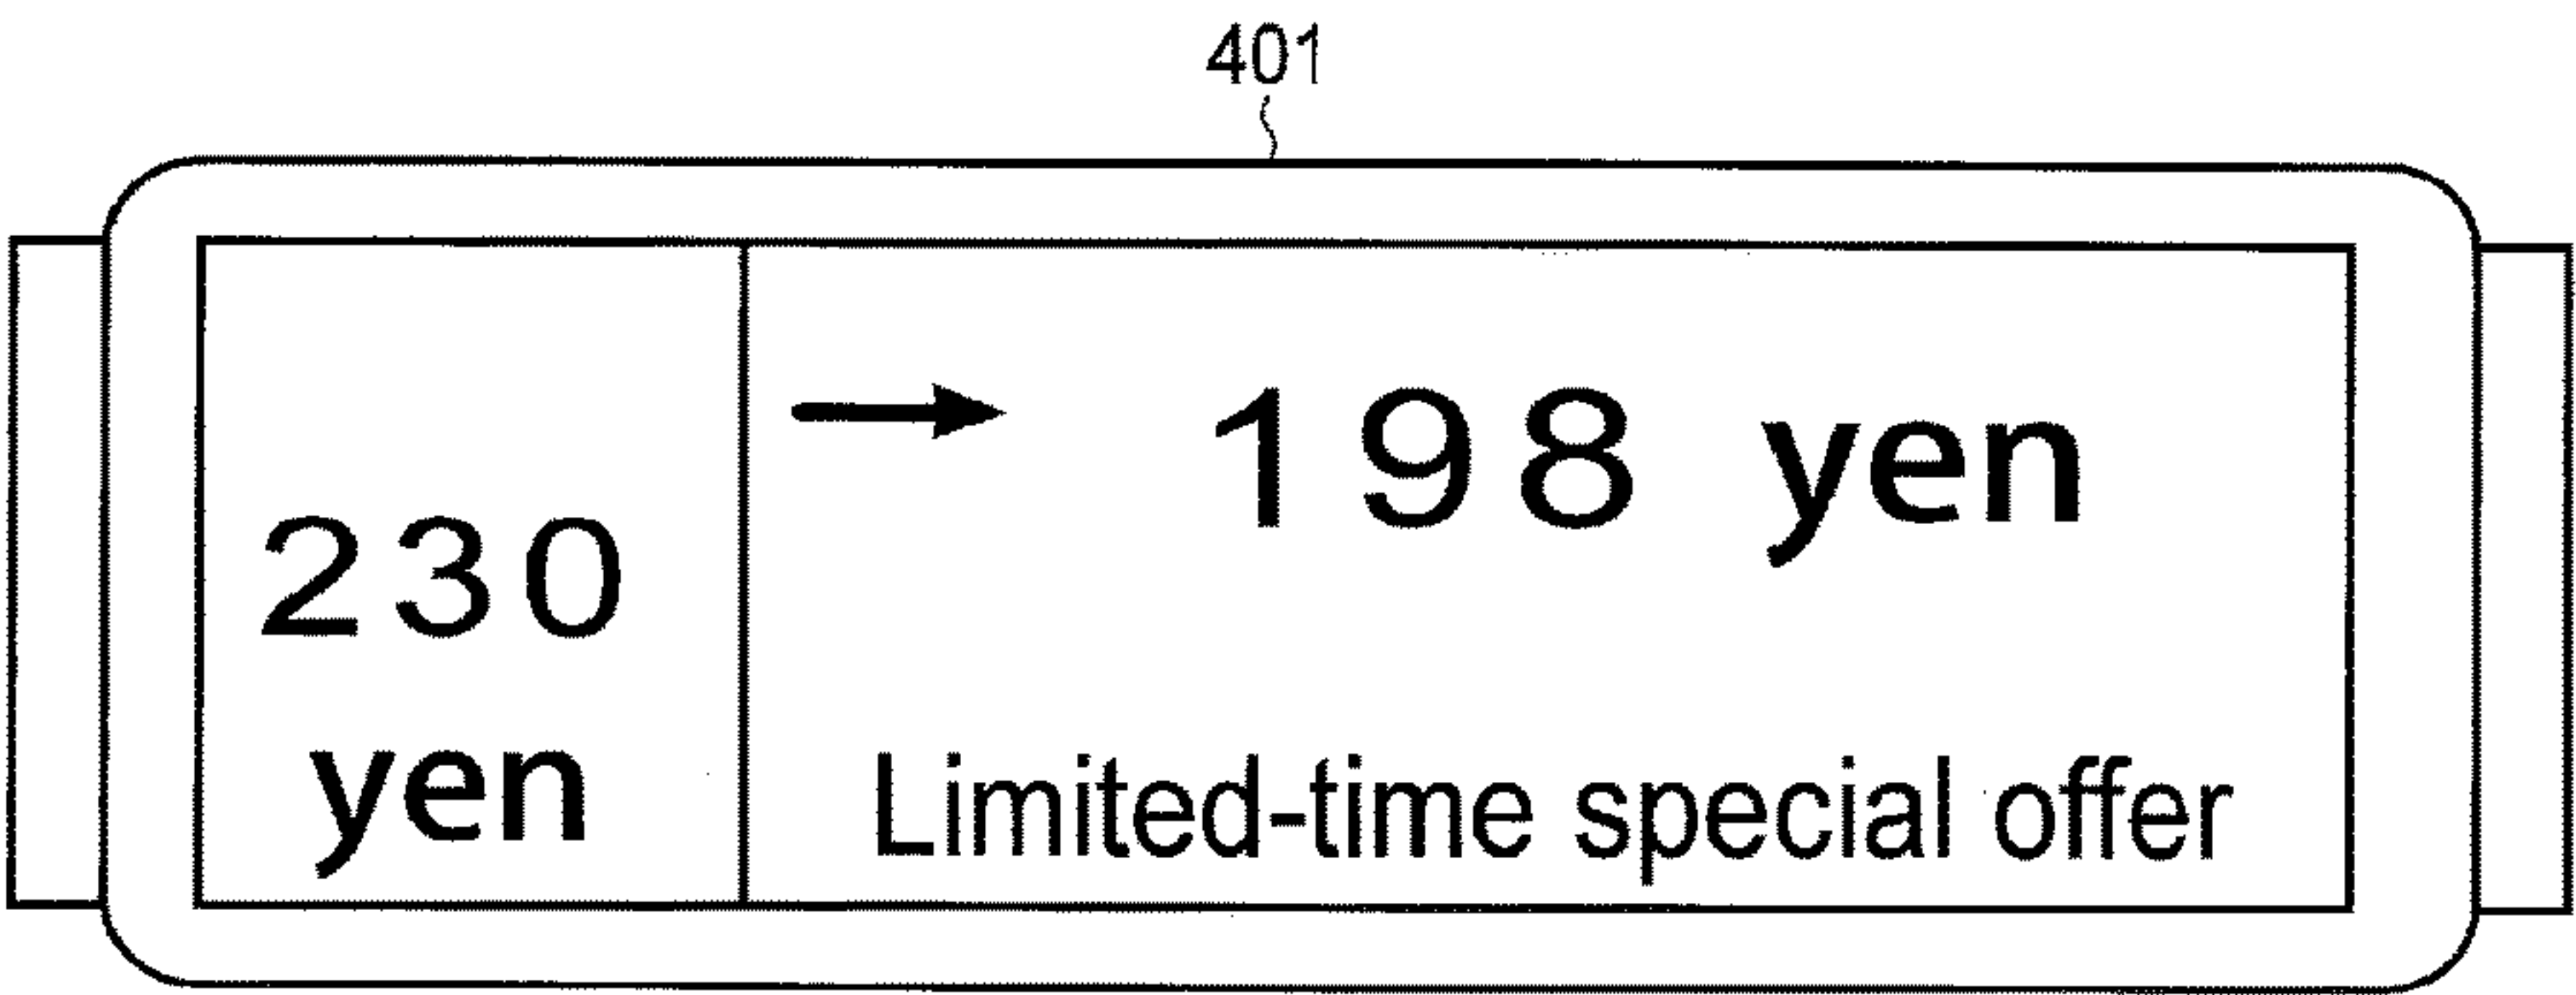 401
230
yen
→ 198 yen
Limited-time special offer